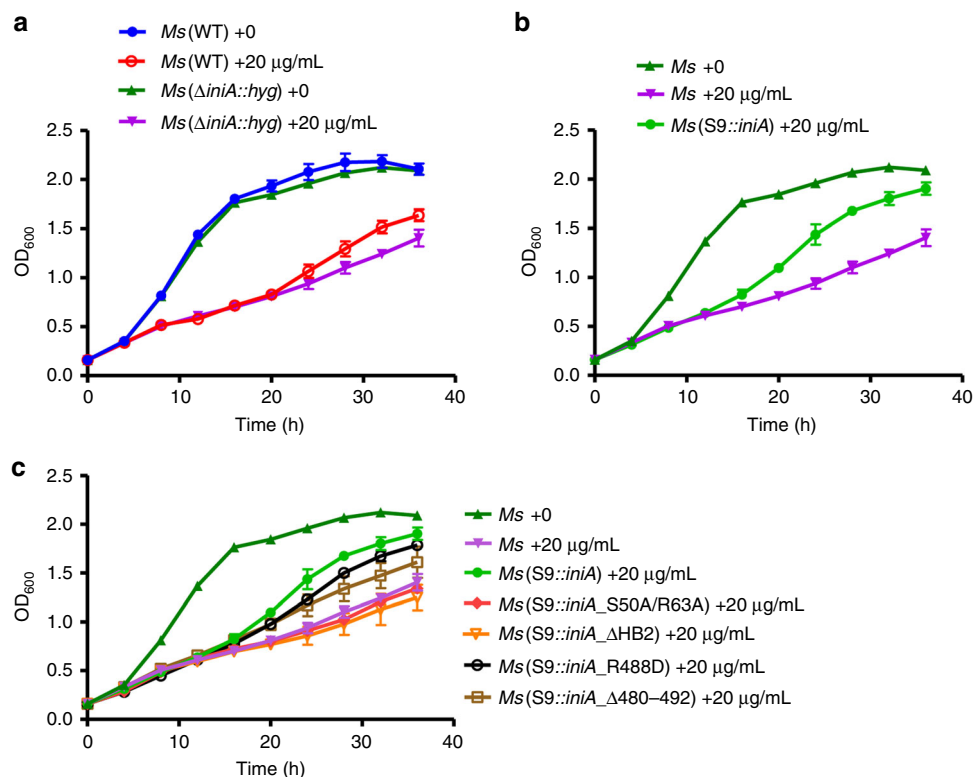 a
Ms(WT) +0
Ms(WT) +20 μg/mL
Ms(ΔiniA::hyg) +0
Ms(ΔiniA::hyg) +20 μg/mL
2.5
2.0
1.5
1.0
0.5
0.0
OD600
0 10 20 30 40
Time (h)
b
Ms +0
Ms +20 μg/mL
Ms(S9::iniA) +20 μg/mL
2.5
2.0
1.5
1.0
0.5
0.0
OD600
0 10 20 30 40
Time (h)
c
2.5
2.0
1.5
1.0
0.5
0.0
OD600
0 10 20 30 40
Time (h)
Ms +0
Ms +20 μg/mL
Ms(S9::iniA) +20 μg/mL
Ms(S9::iniA_S50A/R63A) +20 μg/mL
Ms(S9::iniA_ΔHB2) +20 μg/mL
Ms(S9::iniA_R488D) +20 μg/mL
Ms(S9::iniA_Δ480–492) +20 μg/mL